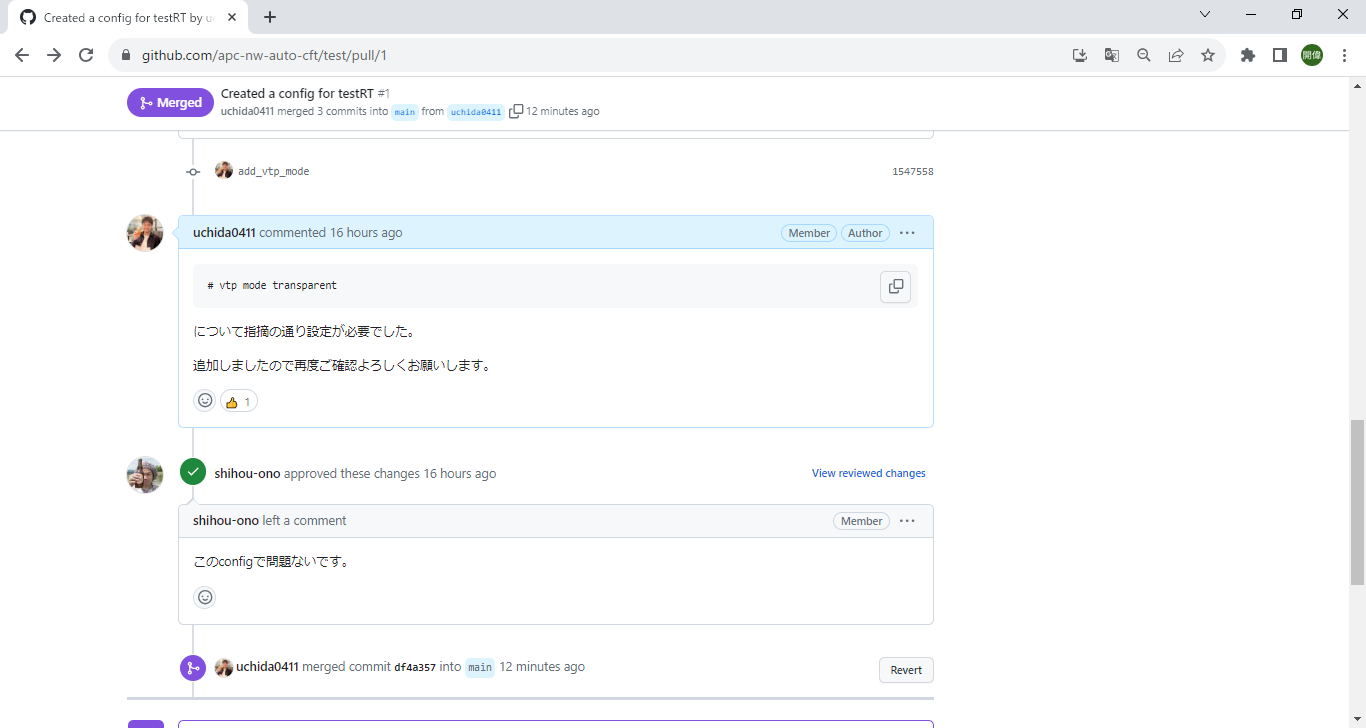 Created a config for testRT by u
github.com/apc-nw-auto-cft/test/pull/1
開偉
Merged
Created a config for testRT #1
uchida0411 merged 3 commits into main from uchida0411 12 minutes ago
add_vtp_mode
1547558
uchida0411 commented 16 hours ago
Member
Author
# vtp mode transparent
について指摘の通り設定が必要でした。
追加しましたので再度ご確認よろしくお願いします。
1
shihou-ono approved these changes 16 hours ago
View reviewed changes
shihou-ono left a comment
Member
このconfigで問題ないです。
uchida0411 merged commit df4a357 into main 12 minutes ago
Revert